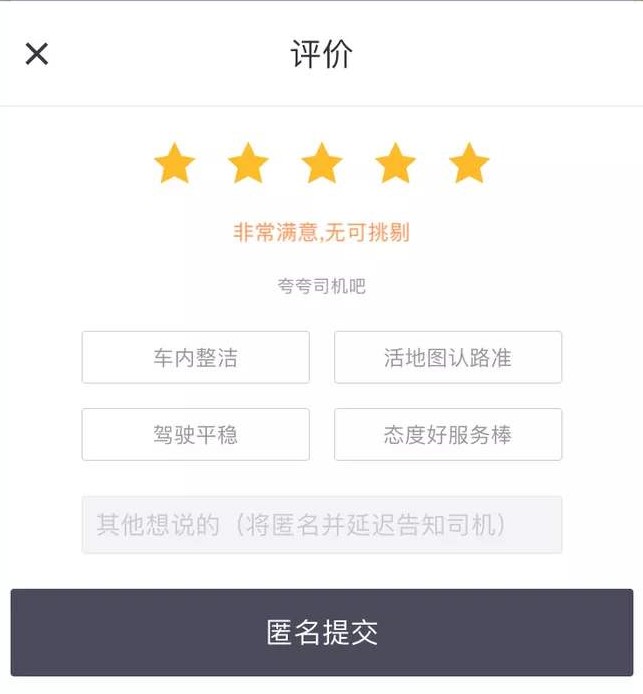 评价
非常满意,无可挑剔
夸夸司机吧
车内整洁
活地图认路准
驾驶平稳
态度好服务棒
其他想说的（将匿名并延迟告知司机）
匿名提交